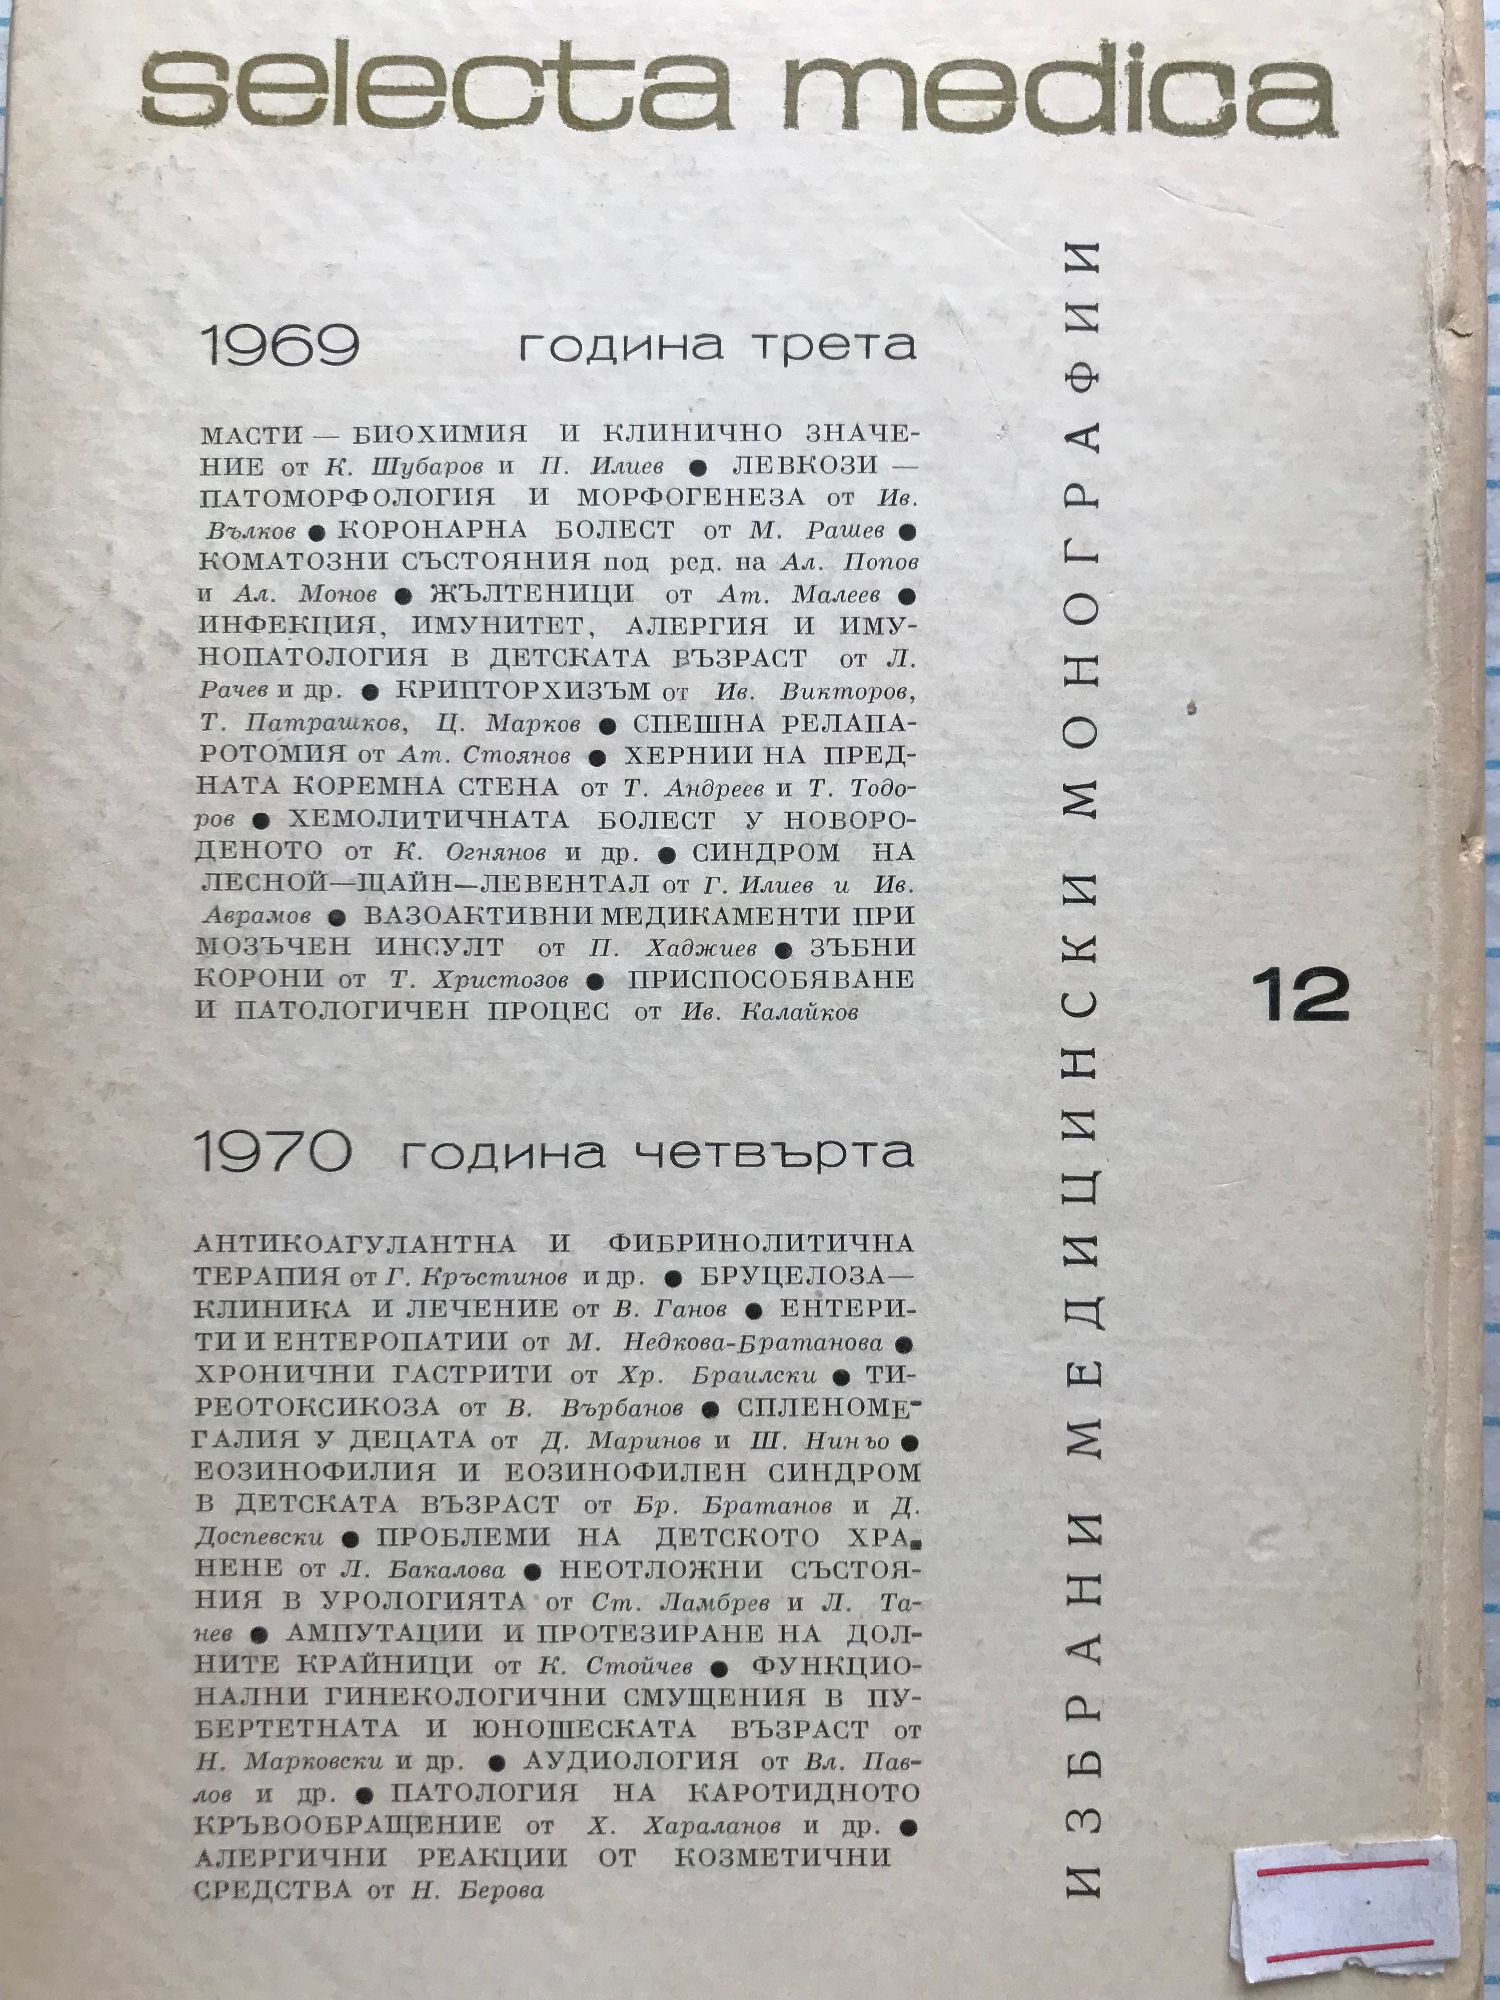 selecta medica
1969 година трета
МАСТИ — БИОХИМИЯ И КЛИНИЧНО ЗНАЧЕ-
НИЕ от К. Шубаров и П. Илиев ● ЛЕВКОЗИ —
ПАТОМОРФОЛОГИЯ И МОРФОГЕНЕЗА от Ив.
Вълков ● КОРОНАРНА БОЛЕСТ от М. Рашев ●
КОМАТОЗНИ СЪСТОЯНИЯ под ред. на Ал. Попов
и Ал. Монов ● ЖЪЛТЕНИЦИ от Ат. Малеев ●
ИНФЕКЦИЯ, ИМУНИТЕТ, АЛЕРГИЯ И ИМУ-
НОПАТОЛОГИЯ В ДЕТСКАТА ВЪЗРАСТ от Л.
Рачев и др. ● КРИПТОРХИЗЪМ от Ив. Викторов,
Т. Патрашков, Ц. Марков ● СПЕШНА РЕЛАПА-
РОТОМИЯ от Ат. Стоянов ● ХЕРНИИ НА ПРЕД-
НАТА КОРЕМНА СТЕНА от Т. Андреев и Т. Тодо-
ров ● ХЕМОЛИТИЧНАТА БОЛЕСТ У НОВОРО-
ДЕНОТО от К. Огнянов и др. ● СИНДРОМ НА
ЛЕСНОЙ—ЩАЙН—ЛЕВЕНТАЛ от Г. Илиев и Ив.
Аврамов ● ВАЗОАКТИВНИ МЕДИКАМЕНТИ ПРИ
МОЗЪЧЕН ИНСУЛТ от П. Хаджиев ● ЗЪБНИ
КОРОНИ от Т. Христозов ● ПРИСПОСОБЯВАНЕ
И ПАТОЛОГИЧЕН ПРОЦЕС от Ив. Калайков
1970 година четвърта
АНТИКОАГУЛАНТНА И ФИБРИНОЛИТИЧНА
ТЕРАПИЯ от Г. Кръстинов и др. ● БРУЦЕЛОЗА—
КЛИНИКА И ЛЕЧЕНИЕ от В. Ганов ● ЕНТЕРИ-
ТИ И ЕНТЕРОПАТИИ от М. Недкова-Братанова ●
ХРОНИЧНИ ГАСТРИТИ от Хр. Браилски ● ТИ-
РЕОТОКСИКОЗА от В. Върбанов ● СПЛЕНОМЕ-
ГАЛИЯ У ДЕЦАТА от Д. Маринов и Ш. Ниньо ●
ЕОЗИНОФИЛИЯ И ЕОЗИНОФИЛЕН СИНДРОМ
В ДЕТСКАТА ВЪЗРАСТ от Бр. Братанов и Д.
Доспевски ● ПРОБЛЕМИ НА ДЕТСКОТО ХРА-
НЕНЕ от Л. Бакалова ● НЕОТЛОЖНИ СЪСТОЯ-
НИЯ В УРОЛОГИЯТА от Ст. Ламбрев и Л. Та-
нев ● АМПУТАЦИИ И ПРОТЕЗИРАНЕ НА ДОЛ-
НИТЕ КРАЙНИЦИ от К. Стойчев ● ФУНКЦИО-
НАЛНИ ГИНЕКОЛОГИЧНИ СМУЩЕНИЯ В ПУ-
БЕРТЕТНАТА И ЮНОШЕСКАТА ВЪЗРАСТ от
Н. Марковски и др. ● АУДИОЛОГИЯ от Вл. Пав-
лов и др. ● ПАТОЛОГИЯ НА КАРОТИДНОТО
КРЪВООБРАЩЕНИЕ от Х. Хараланов и др. ●
АЛЕРГИЧНИ РЕАКЦИИ ОТ КОЗМЕТИЧНИ
СРЕДСТВА от Н. Берова
ИЗБРАНИ МЕДИЦИНСКИ МОНОГРАФИИ
12